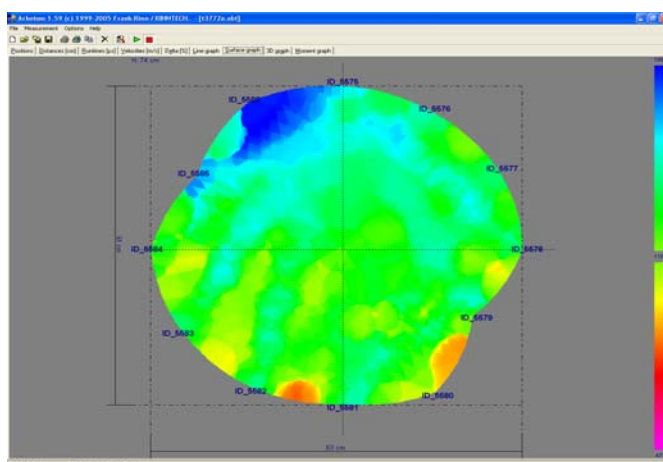 Arbotom 1.59 (c) 1999-2005 Frank Rinn / RINNTECH. - [t3772a.abt]
File Measurement Options Help
Positions Distances [cm] Runtimes [µs] Velocities [m/s] Delta [%] Line graph Surface graph 3D graph Moment graph
H: 74 cm
ID_5575
ID_5576
ID_5577
ID_5585
ID_5584
ID_5578
ID_5579
ID_5583
ID_5582
ID_5580
ID_5581